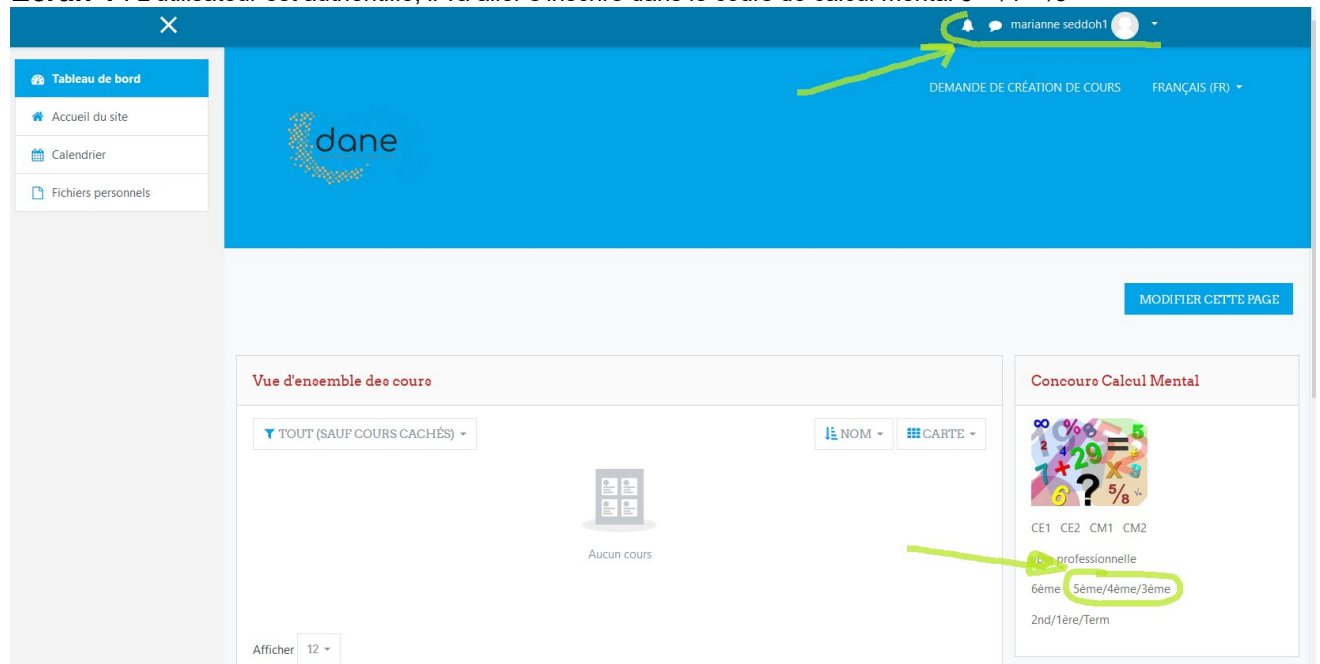 marianne seddoh1
Tableau de bord
Accueil du site
Calendrier
Fichiers personnels
DEMANDE DE CRÉATION DE COURS FRANÇAIS (FR)
dane
MODIFIER CETTE PAGE
Vue d'ensemble des cours
TOUT (SAUF COURS CACHÉS) NOM CARTE
Aucun cours
Afficher 12
Concours Calcul Mental
CE1 CE2 CM1 CM2
professionnelle
6ème 5ème/4ème/3ème
2nd/1ère/Term